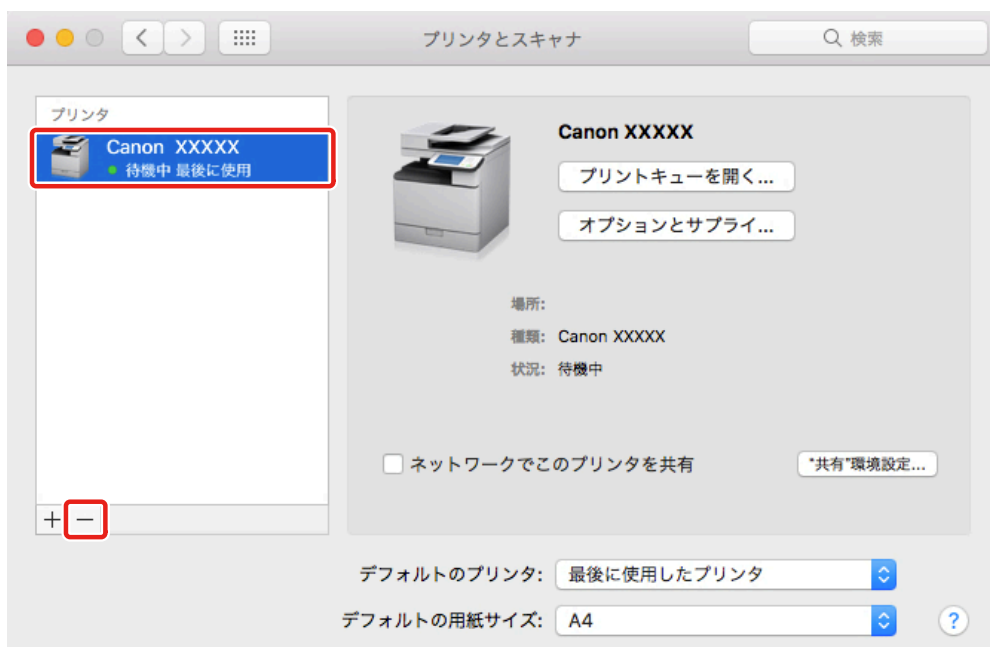 プリンタとスキャナ
検索
プリンタ
Canon XXXXX
待機中 最後に使用
Canon XXXXX
プリントキューを開く...
オプションとサプライ...
場所:
種類: Canon XXXXX
状況: 待機中
ネットワークでこのプリンタを共有
"共有"環境設定...
デフォルトのプリンタ: 最後に使用したプリンタ
デフォルトの用紙サイズ: A4
?